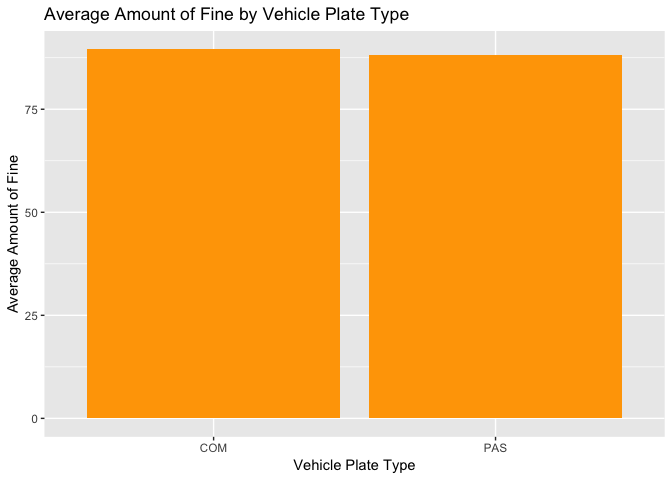 Average Amount of Fine by Vehicle Plate Type
Average Amount of Fine
75
50
25
0
COM PAS
Vehicle Plate Type